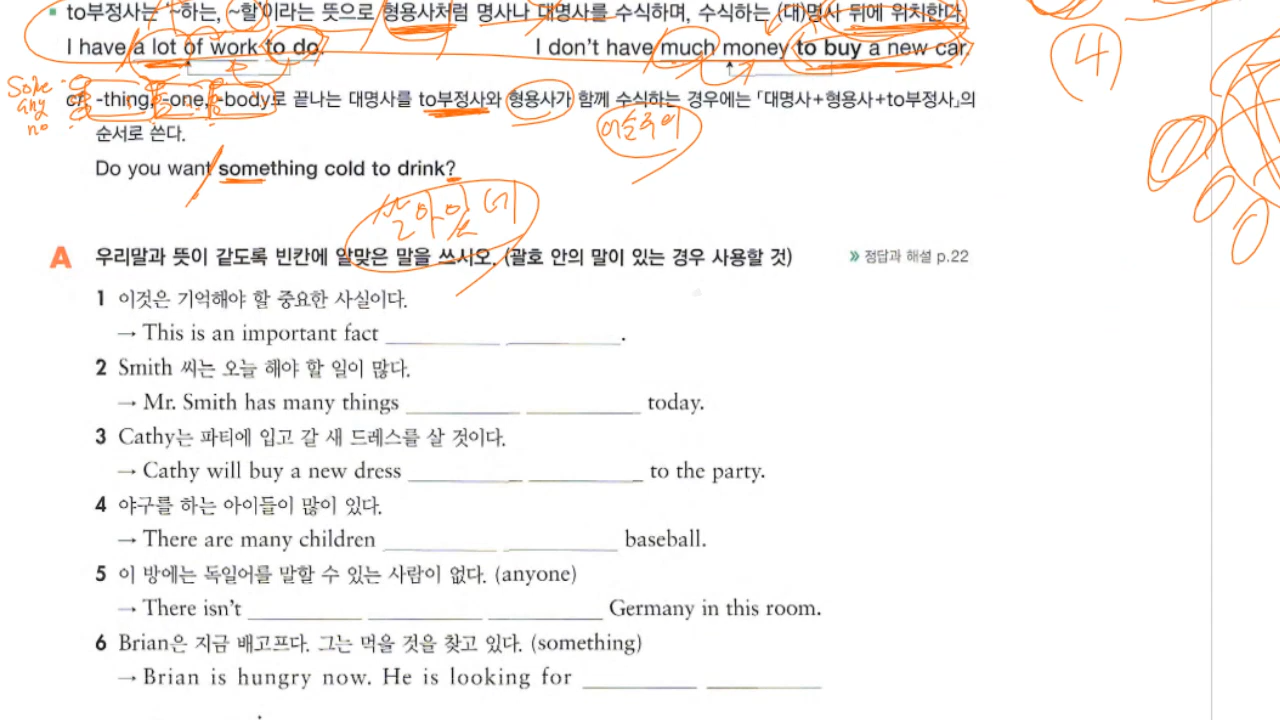 to부정사는 '~하는, ~할'이라는 뜻으로 형용사처럼 명사나 대명사를 수식하며, 수식하는 (대)명사 뒤에 위치한다.
I have a lot of work to do. I don't have much money to buy a new car.
4
some
any
no
cf. -thing, -one, -body로 끝나는 대명사를 to부정사와 형용사가 함께 수식하는 경우에는 「대명사+형용사+to부정사」의
순서로 쓴다.
어순주의
Do you want something cold to drink?
살아있네
A 우리말과 뜻이 같도록 빈칸에 알맞은 말을 쓰시오. (괄호 안의 말이 있는 경우 사용할 것) » 정답과 해설 p.22
1 이것은 기억해야 할 중요한 사실이다.
→ This is an important fact ________ ________.
2 Smith 씨는 오늘 해야 할 일이 많다.
→ Mr. Smith has many things ________ ________ today.
3 Cathy는 파티에 입고 갈 새 드레스를 살 것이다.
→ Cathy will buy a new dress ________ ________ to the party.
4 야구를 하는 아이들이 많이 있다.
→ There are many children ________ ________ baseball.
5 이 방에는 독일어를 말할 수 있는 사람이 없다. (anyone)
→ There isn't ________ ________ ________ Germany in this room.
6 Brian은 지금 배고프다. 그는 먹을 것을 찾고 있다. (something)
→ Brian is hungry now. He is looking for ________ ________